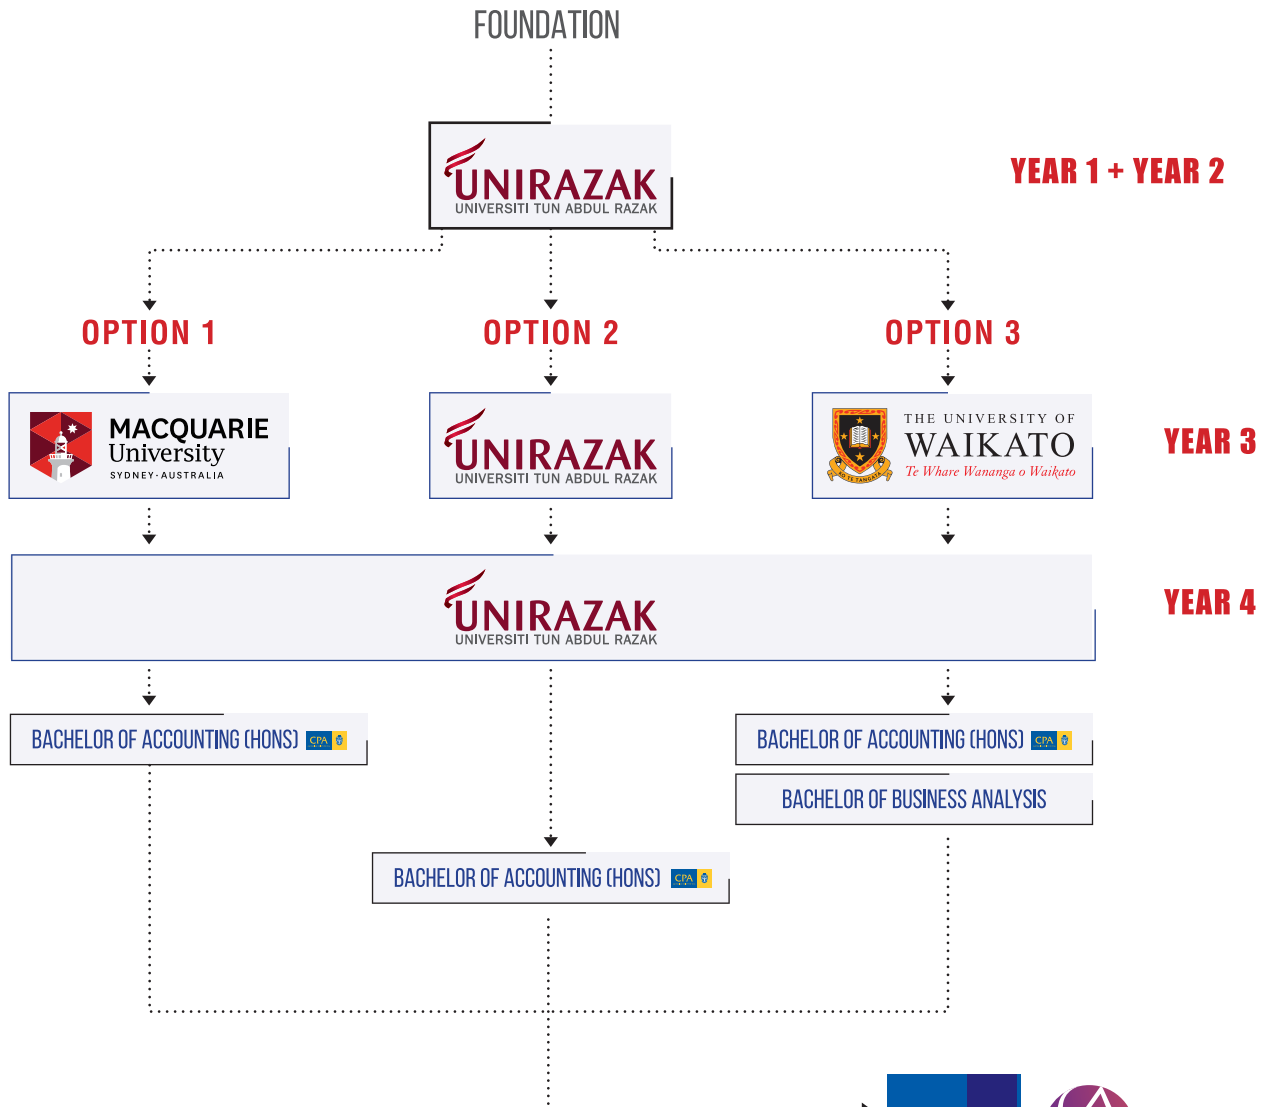 FOUNDATION
UNIRAZAK
UNIVERSITI TUN ABDUL RAZAK
YEAR 1 + YEAR 2
OPTION 1
OPTION 2
OPTION 3
MACQUARIE
University
SYDNEY·AUSTRALIA
UNIRAZAK
UNIVERSITI TUN ABDUL RAZAK
THE UNIVERSITY OF
WAIKATO
Te Whare Wananga o Waikato
KO TE TANGATA
YEAR 3
UNIRAZAK
UNIVERSITI TUN ABDUL RAZAK
YEAR 4
BACHELOR OF ACCOUNTING (HONS) CPA
BACHELOR OF ACCOUNTING (HONS) CPA
BACHELOR OF BUSINESS ANALYSIS
BACHELOR OF ACCOUNTING (HONS) CPA